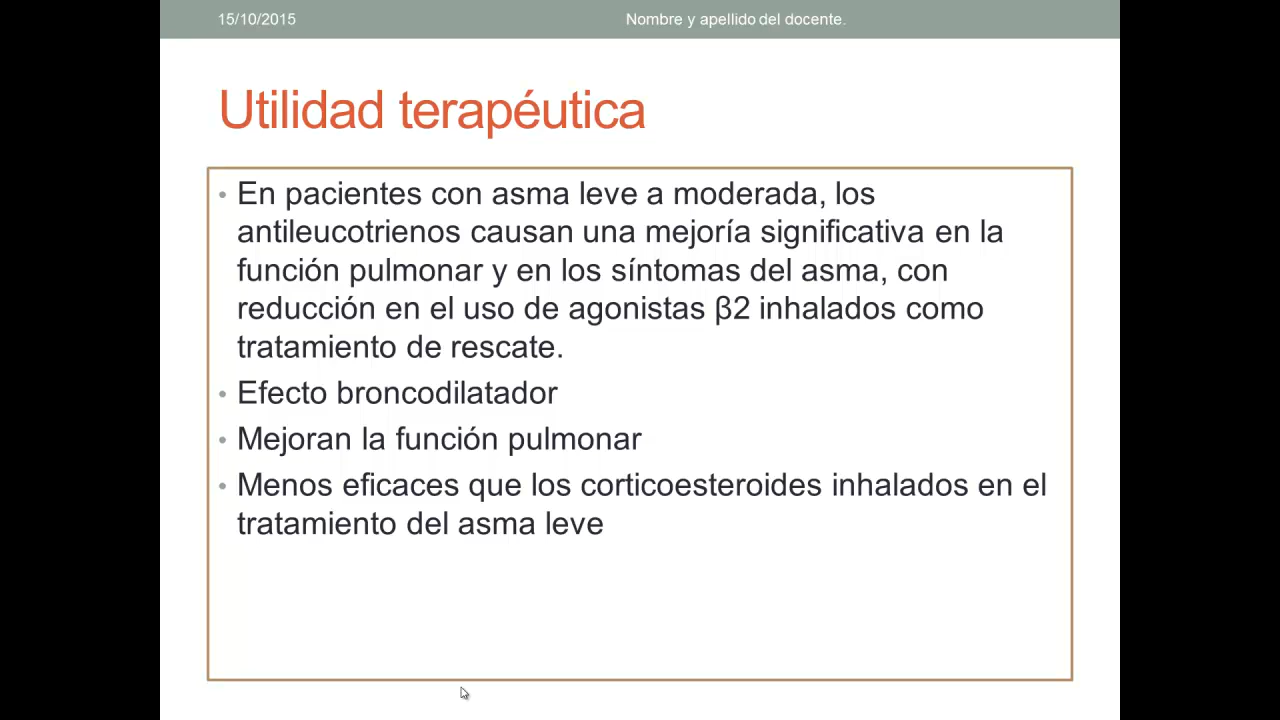 15/10/2015
Nombre y apellido del docente.
Utilidad terapéutica
• En pacientes con asma leve a moderada, los
antileucotrienos causan una mejoría significativa en la
función pulmonar y en los síntomas del asma, con
reducción en el uso de agonistas β2 inhalados como
tratamiento de rescate.
• Efecto broncodilatador
• Mejoran la función pulmonar
• Menos eficaces que los corticoesteroides inhalados en el
tratamiento del asma leve